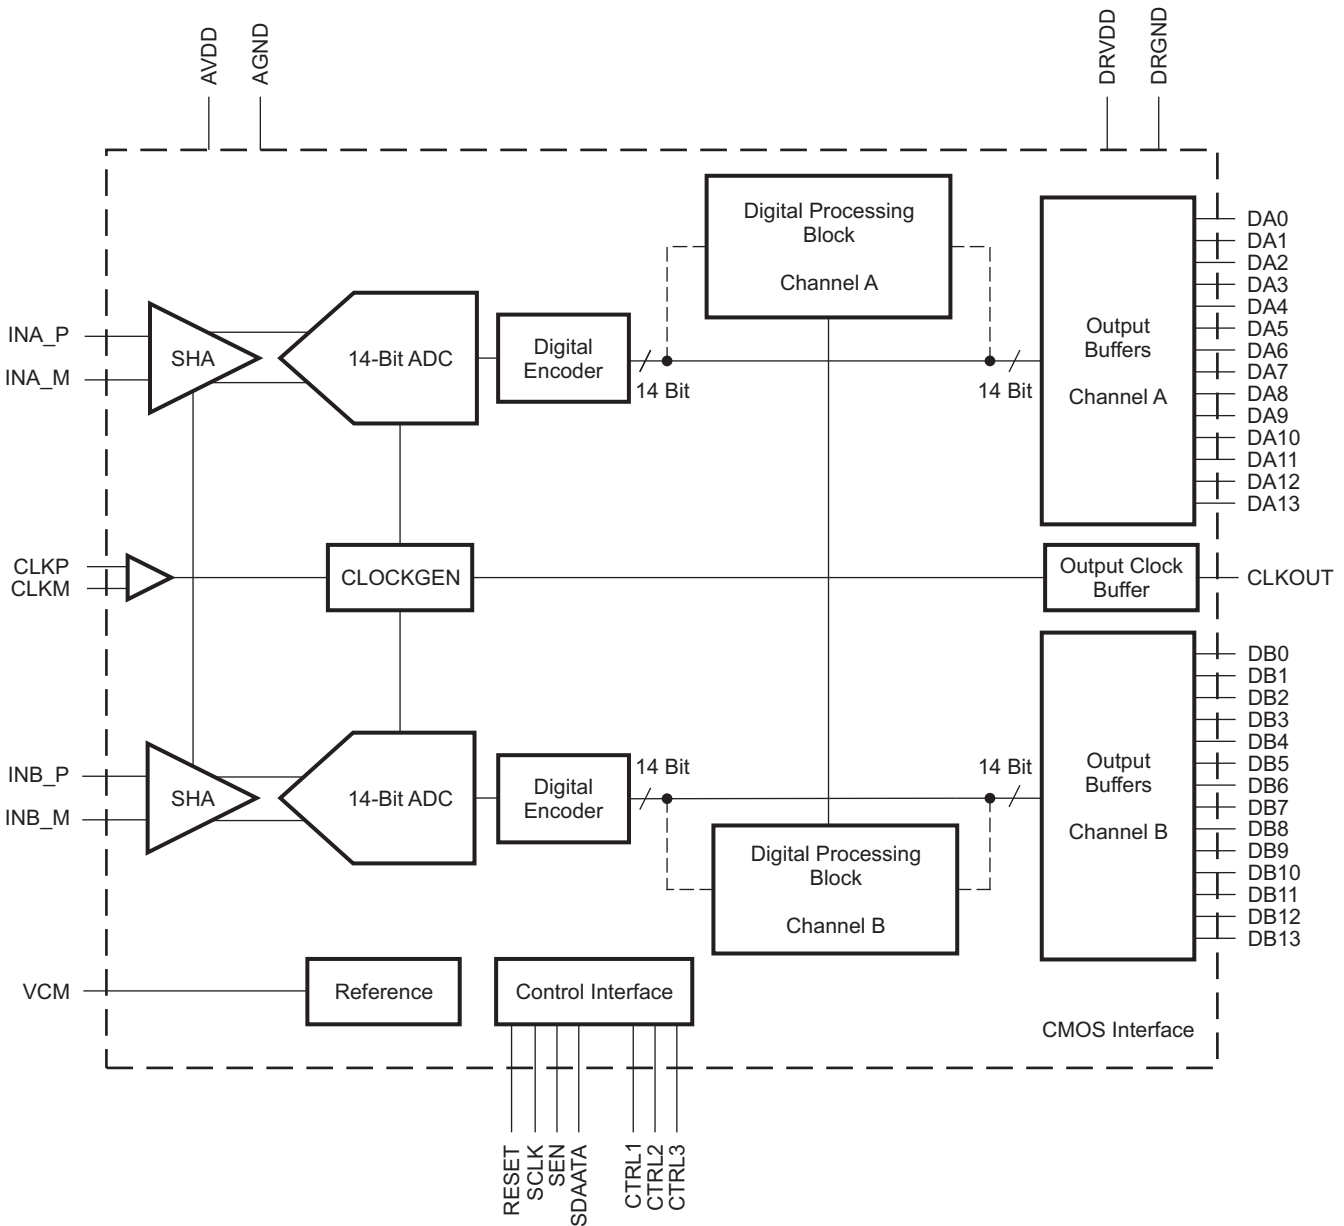 AVDD
AGND
DRVDD
DRGND
Digital Processing
Block
Channel A
INA_P
INA_M
SHA
14-Bit ADC
Digital
Encoder
14 Bit
14 Bit
Output
Buffers
Channel A
DA0
DA1
DA2
DA3
DA4
DA5
DA6
DA7
DA8
DA9
DA10
DA11
DA12
DA13
CLKP
CLKM
CLOCKGEN
Output Clock
Buffer
CLKOUT
INB_P
INB_M
SHA
14-Bit ADC
Digital
Encoder
14 Bit
14 Bit
Digital Processing
Block
Channel B
Output
Buffers
Channel B
DB0
DB1
DB2
DB3
DB4
DB5
DB6
DB7
DB8
DB9
DB10
DB11
DB12
DB13
VCM
Reference
Control Interface
CMOS Interface
RESET
SCLK
SEN
SDAATA
CTRL1
CTRL2
CTRL3